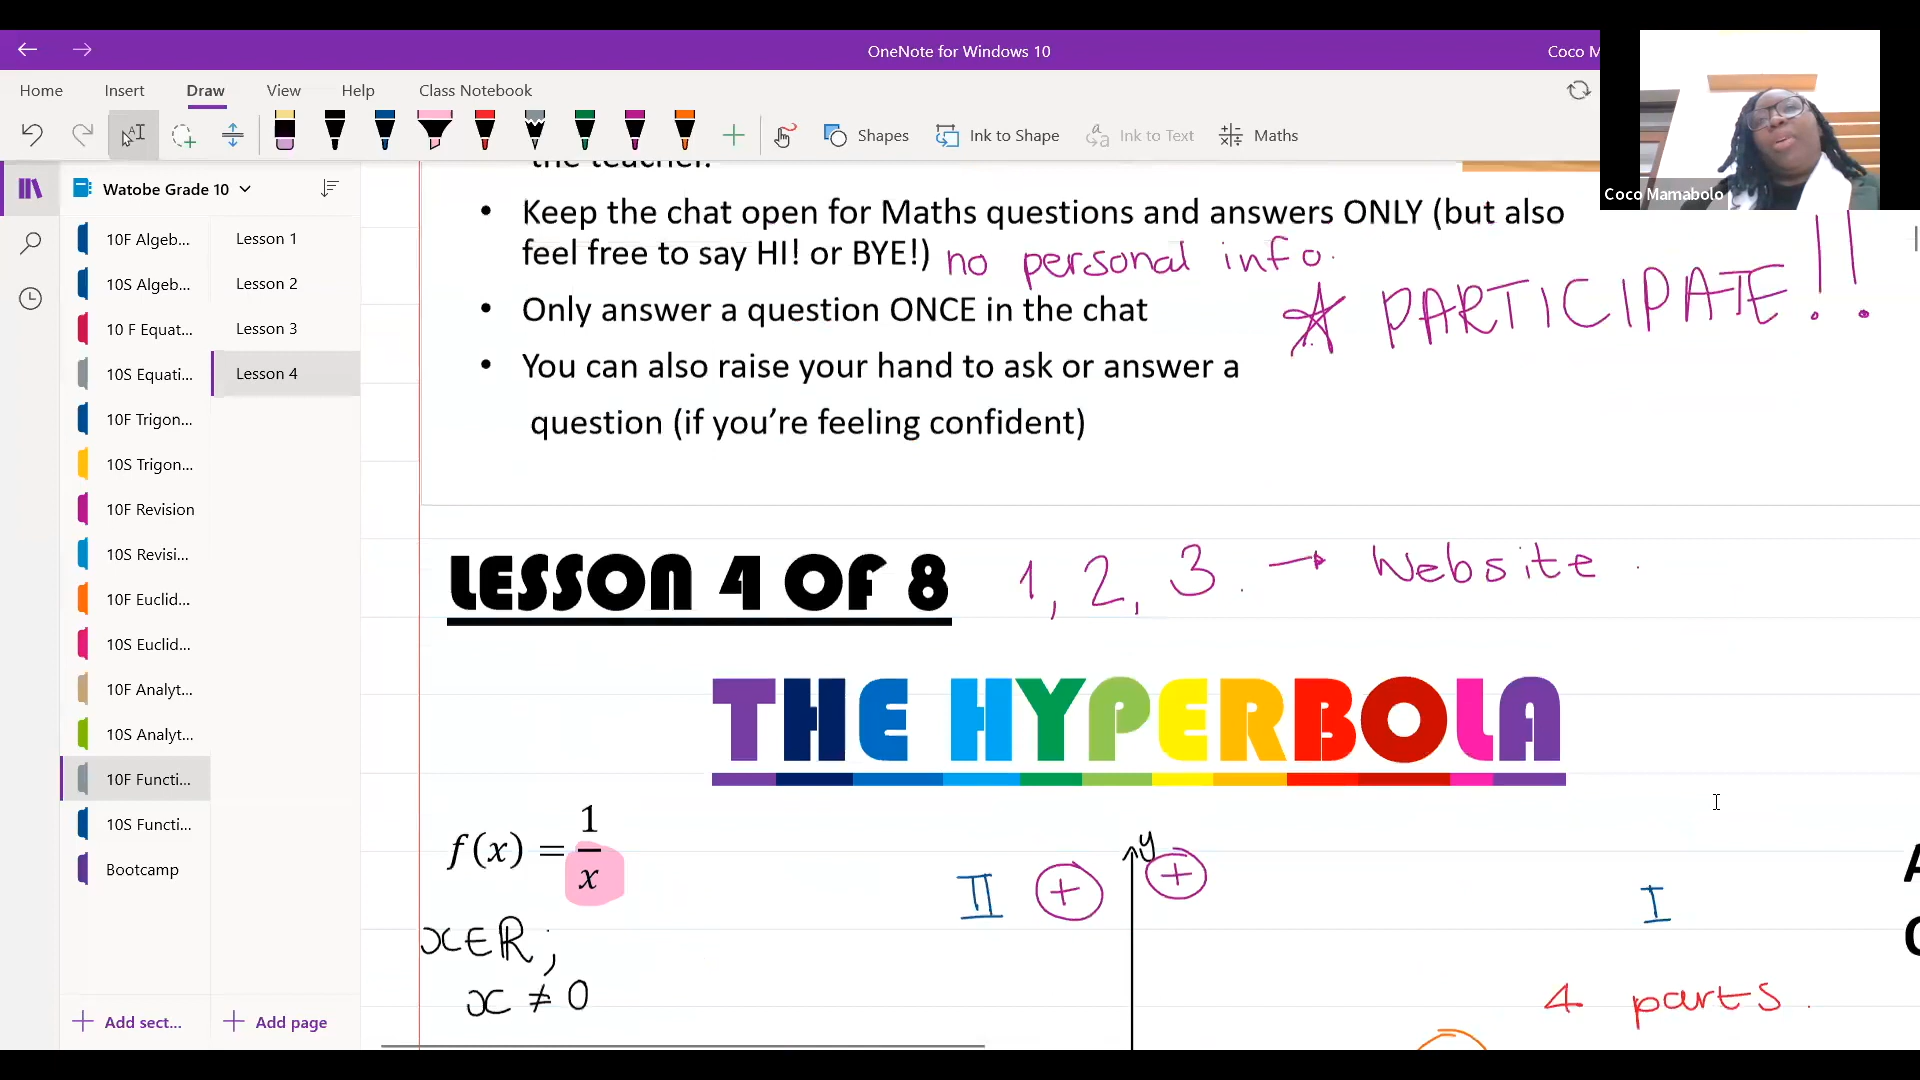 OneNote for Windows 10
Coco M
Home Insert Draw View Help Class Notebook
Shapes Ink to Shape Ink to Text Maths
Coco Mamabolo
Watobe Grade 10
10F Algeb...
10S Algeb...
10 F Equat...
10S Equati...
10F Trigon...
10S Trigon...
10F Revision
10S Revisi...
10F Euclid...
10S Euclid...
10F Analyt...
10S Analyt...
10F Functi...
10S Functi...
Bootcamp
Add sect...
Lesson 1
Lesson 2
Lesson 3
Lesson 4
Add page
the teacher.
• Keep the chat open for Maths questions and answers ONLY (but also
feel free to say HI! or BYE!) no personal info.
• Only answer a question ONCE in the chat
* PARTICIPATE!!
• You can also raise your hand to ask or answer a
question (if you're feeling confident)
LESSON 4 OF 8 1, 2, 3. → Website
THE HYPERBOLA
f(x) = 1/x
x∈ℝ;
x ≠ 0
II + y +
I
4 parts.